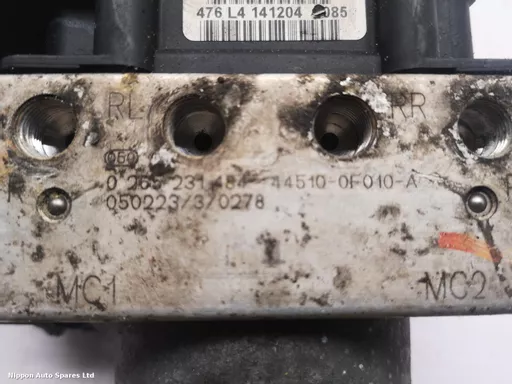 476 L4 141204 085
RL RR
0 265 231 484 44510-0F010-A
050223/3/0278
MC1 MC2
Nippon Auto Spares Ltd